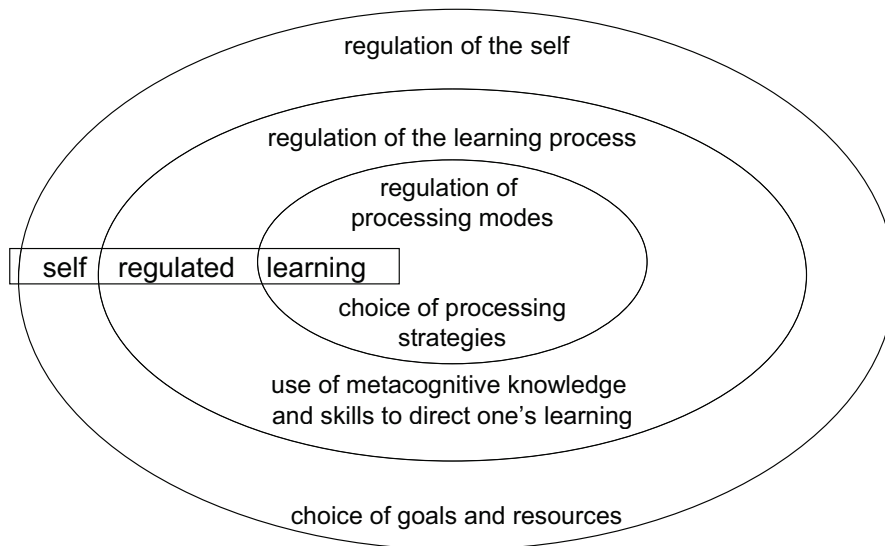 regulation of the self
regulation of the learning process
regulation of
processing modes
self regulated learning
choice of processing
strategies
use of metacognitive knowledge
and skills to direct one’s learning
choice of goals and resources